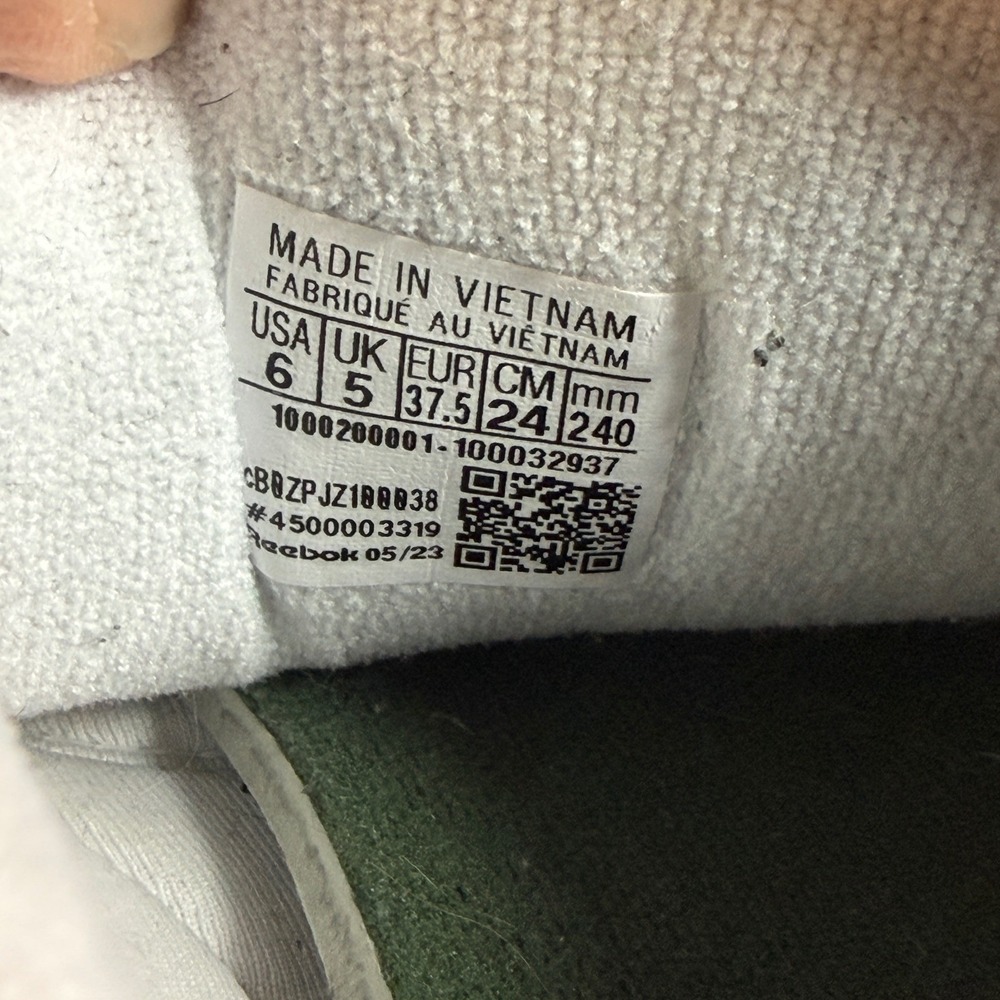 MADE IN VIETNAM
FABRIQUÉ AU VIÊTNAM
USA UK EUR CM mm
6 5 37.5 24 240
1000200001-100032937
cB0ZPJZ100038
#4500003319
Reebok 05/23